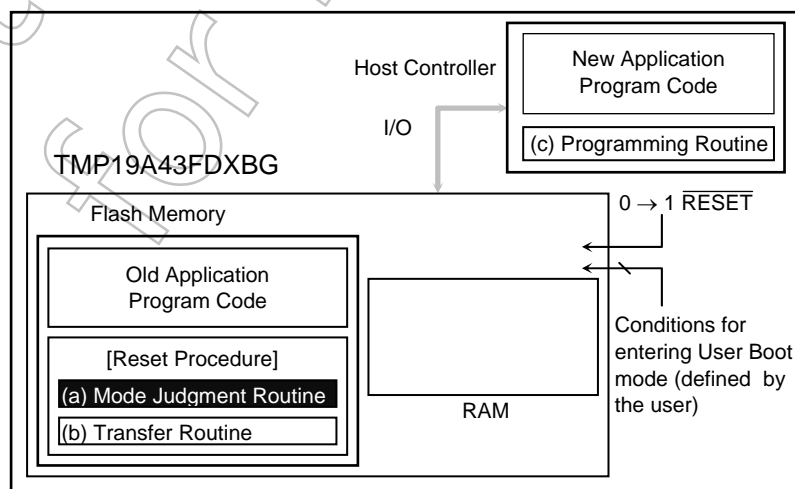 New Application
Program Code
(c) Programming Routine
Host Controller
I/O
TMP19A43FDXBG
0 → 1 RESET
Flash Memory
Old Application
Program Code
[Reset Procedure]
(a) Mode Judgment Routine
(b) Transfer Routine
RAM
Conditions for
entering User Boot
mode (defined by
the user)
for